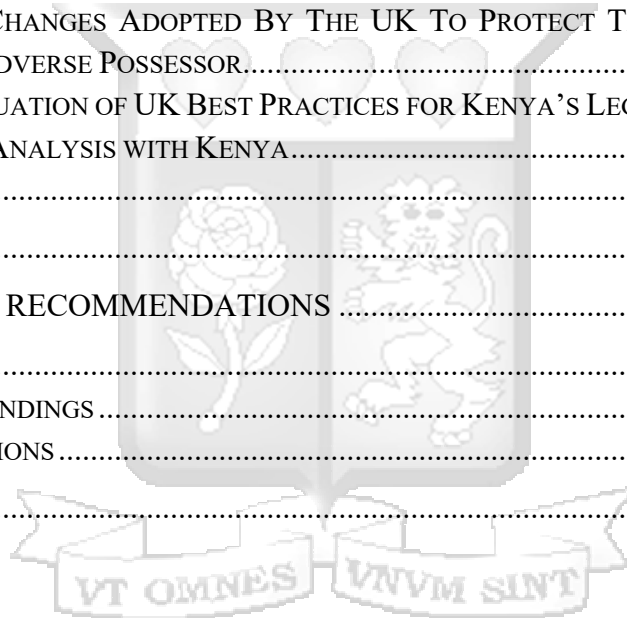 CHANGES ADOPTED BY THE UK TO PROTECT T
DVERSE POSSESSOR....................................................
UATION OF UK BEST PRACTICES FOR KENYA'S LEG
ANALYSIS WITH KENYA..............................................
....................................................................................
....................................................................................
RECOMMENDATIONS ..........................................
....................................................................................
NDINGS ......................................................................
IONS ..........................................................................
....................................................................................
VT OMNES VNVM SINT